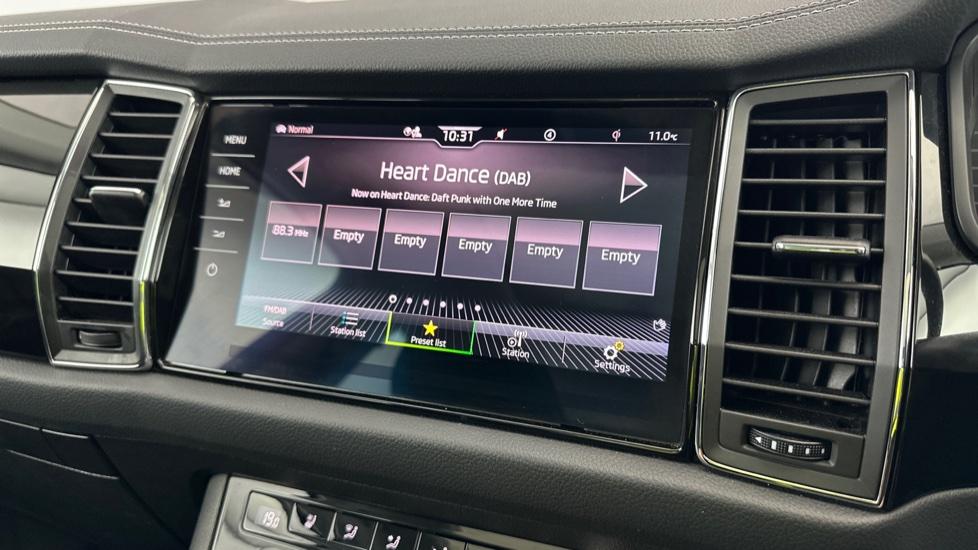 MENU
HOME
Normal
10:31
4
11.0°C
Heart Dance (DAB)
Now on Heart Dance: Daft Punk with One More Time
88.3 MHz Empty Empty Empty Empty Empty
FM/DAB
Source
Station list
Preset list
Station
Settings
19.0